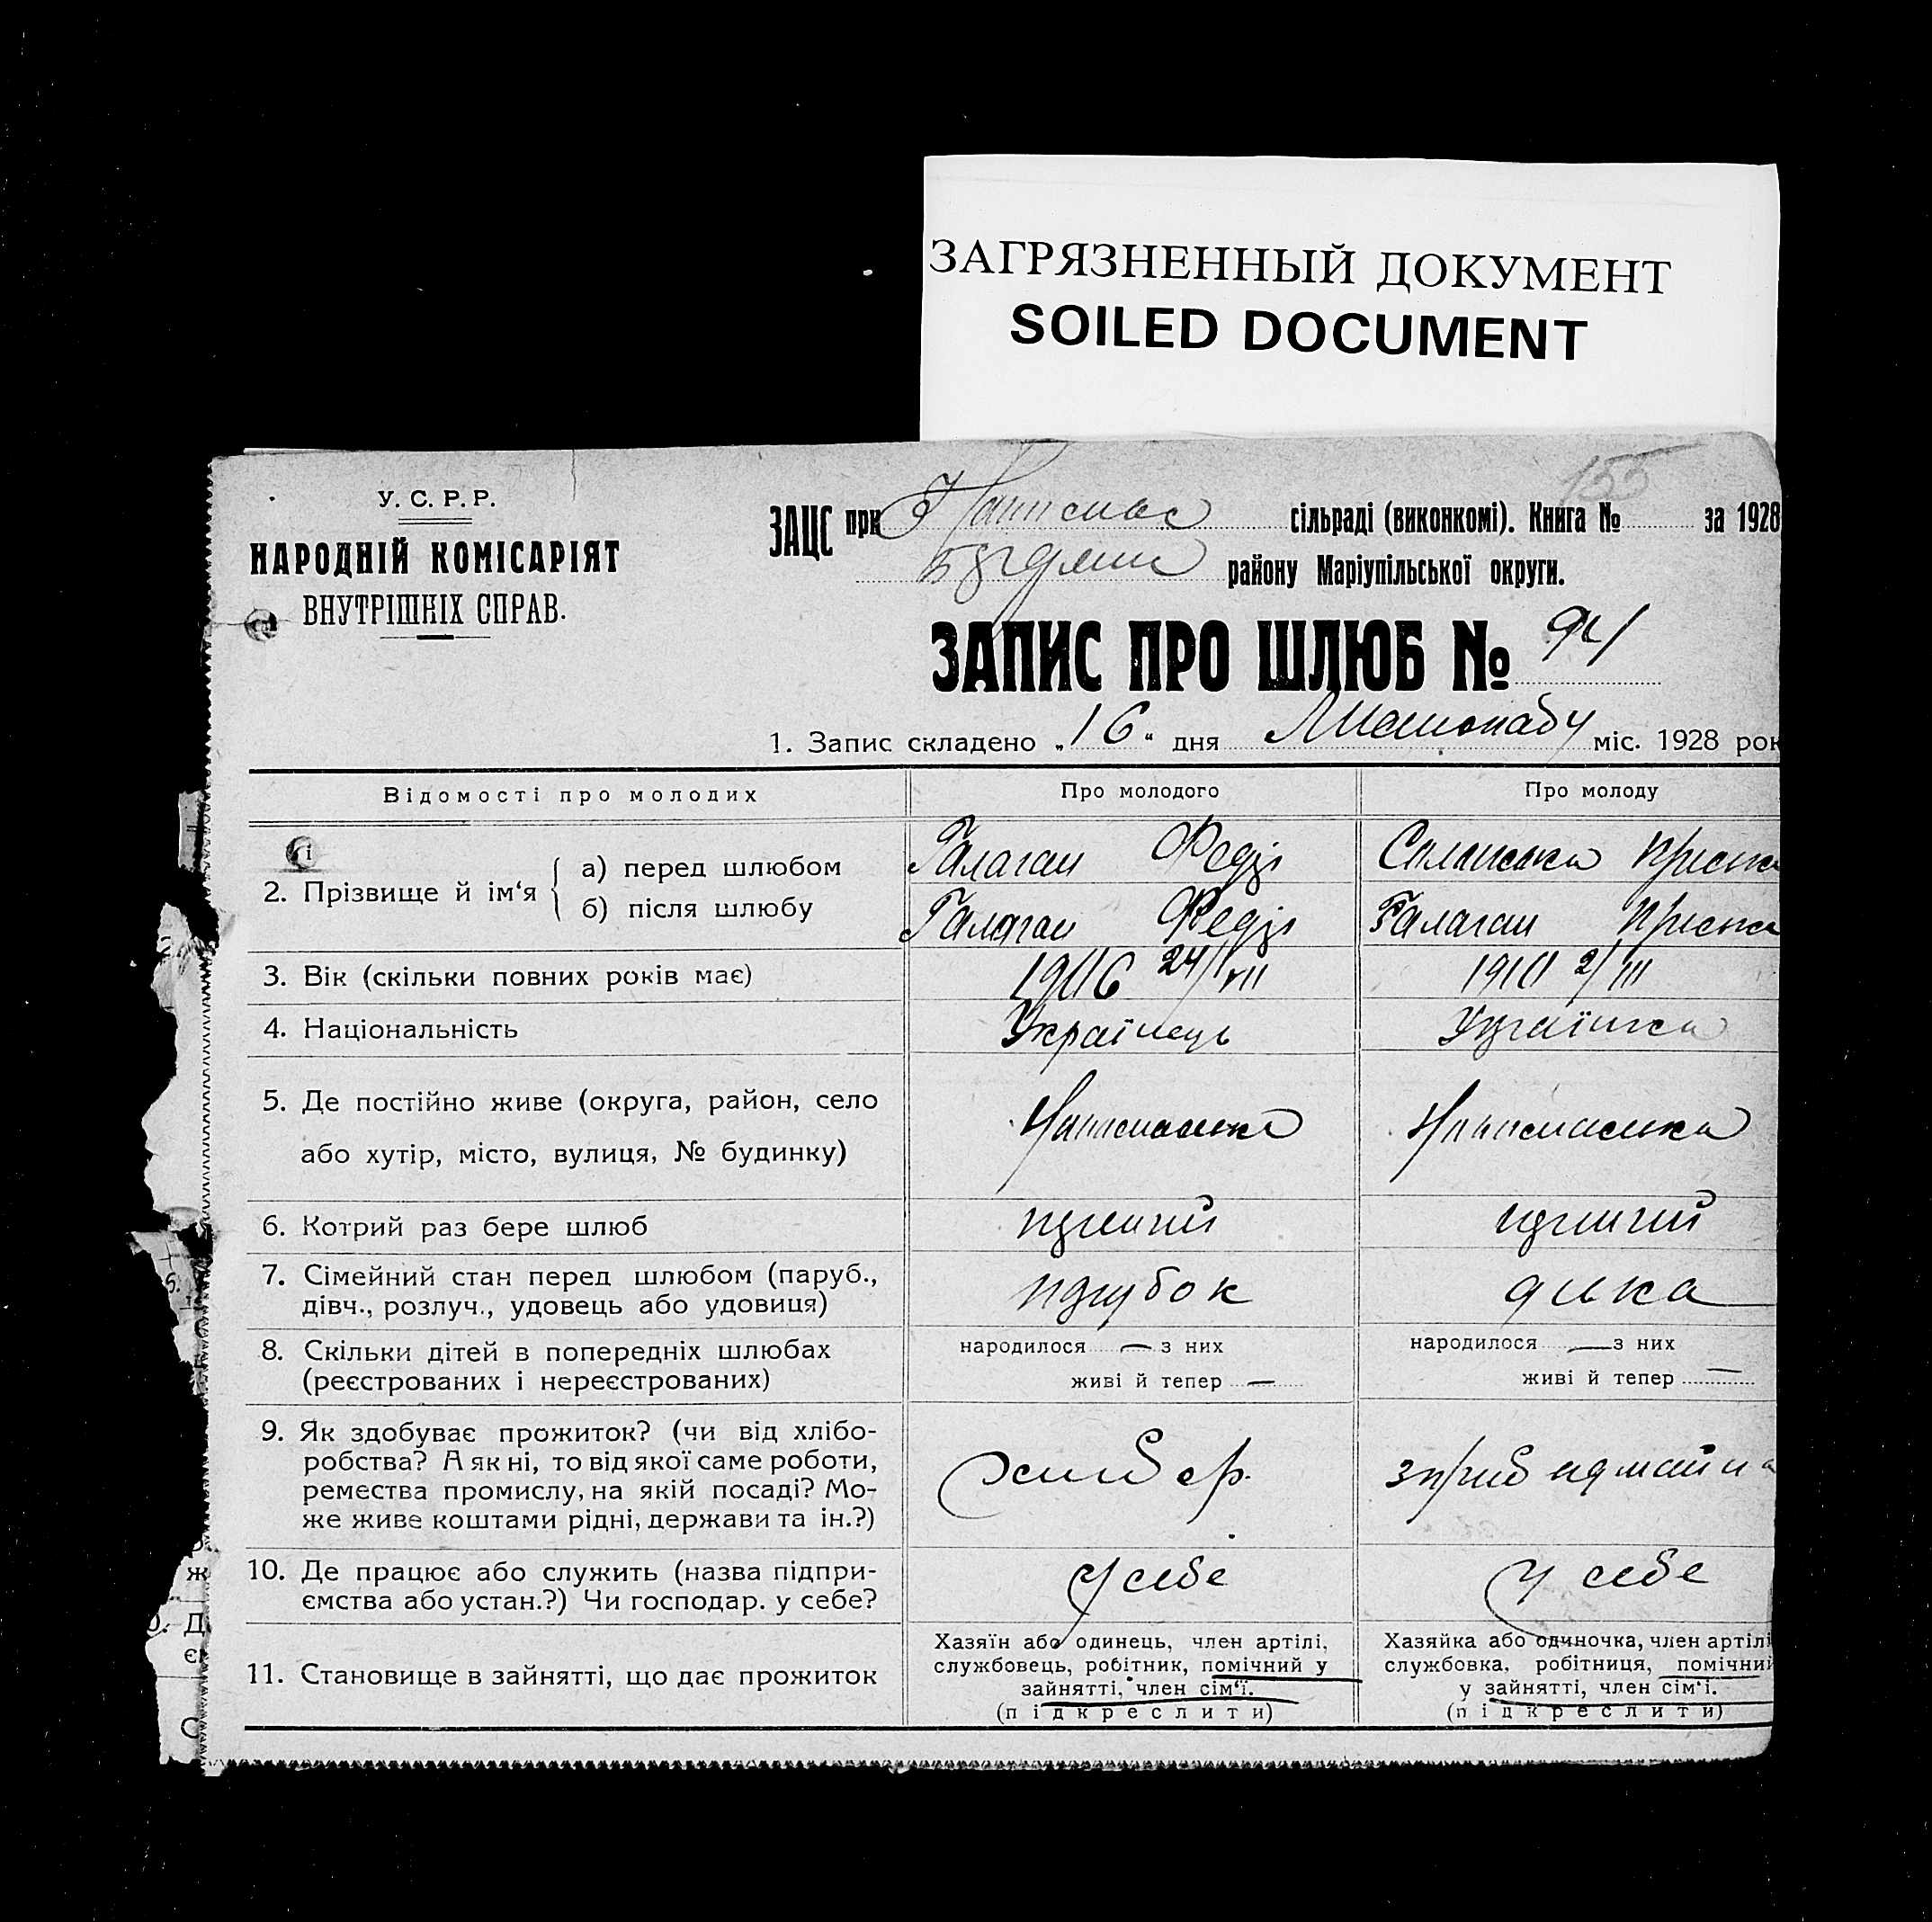 ЗАГРЯЗНЕННЫЙ ДОКУМЕНТ
SOILED DOCUMENT
155
У. С. Р. Р.
НАРОДНІЙ КОМІСАРІЯТ
ВНУТРІШНІХ СПРАВ.
ЗАЦС при сільраді (виконкомі). Книга № за 1928
району Маріупільської округи.
ЗАПИС ПРО ШЛЮБ № 94
1. Запис складено „16“ дня Листопаду міс. 1928 рок
Відомості про молодих Про молодого Про молоду
2. Прізвище й ім‘я
а) перед шлюбом Галаган Федір Приська
б) після шлюбу Галаган Федір Галаган Приська
3. Вік (скільки повних років має) 1906 24/VII 1910 2/III
4. Національність Українець Українка
5. Де постійно живе (округа, район, село
або хутір, місто, вулиця, № будинку)
6. Котрий раз бере шлюб перший перший
7. Сімейний стан перед шлюбом (паруб.,
дівч., розлуч., удовець або удовиця) парубок дівка
8. Скільки дітей в попередніх шлюбах
(реєстрованих і нереєстрованих)
народилося — з них
живі й тепер —
народилося — з них
живі й тепер —
9. Як здобуває прожиток? (чи від хлібо-
робства? А як ні, то від якої саме роботи,
ремества промислу, на якій посаді? Мо-
же живе коштами рідні, держави та ін.?)
хлібор.
10. Де працює або служить (назва підпри-
ємства або устан.?) Чи господар. у себе?
у себе у себе
11. Становище в зайнятті, що дає прожиток
Хазяїн або одинець, член артілі,
службовець, робітник, помічний у
зайнятті, член сім‘ї.
(підкреслити)
Хазяйка або одиночка, член артілі
службовка, робітниця, помічний
у зайнятті, член сім‘ї.
(підкреслити)